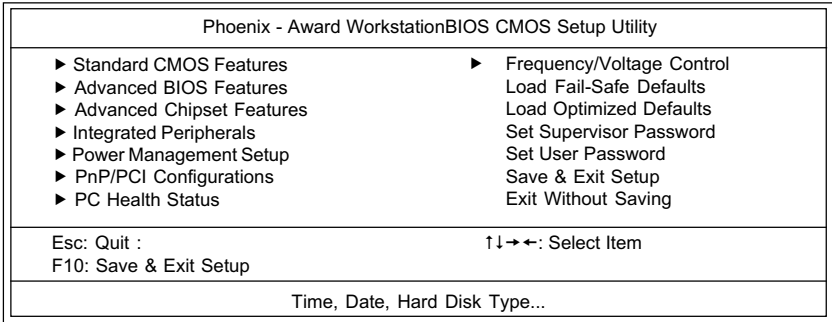 Phoenix - Award WorkstationBIOS CMOS Setup Utility
▶ Standard CMOS Features
▶ Advanced BIOS Features
▶ Advanced Chipset Features
▶ Integrated Peripherals
▶ Power Management Setup
▶ PnP/PCI Configurations
▶ PC Health Status
▶ Frequency/Voltage Control
Load Fail-Safe Defaults
Load Optimized Defaults
Set Supervisor Password
Set User Password
Save & Exit Setup
Exit Without Saving
Esc: Quit :
F10: Save & Exit Setup
↑↓→←: Select Item
Time, Date, Hard Disk Type...